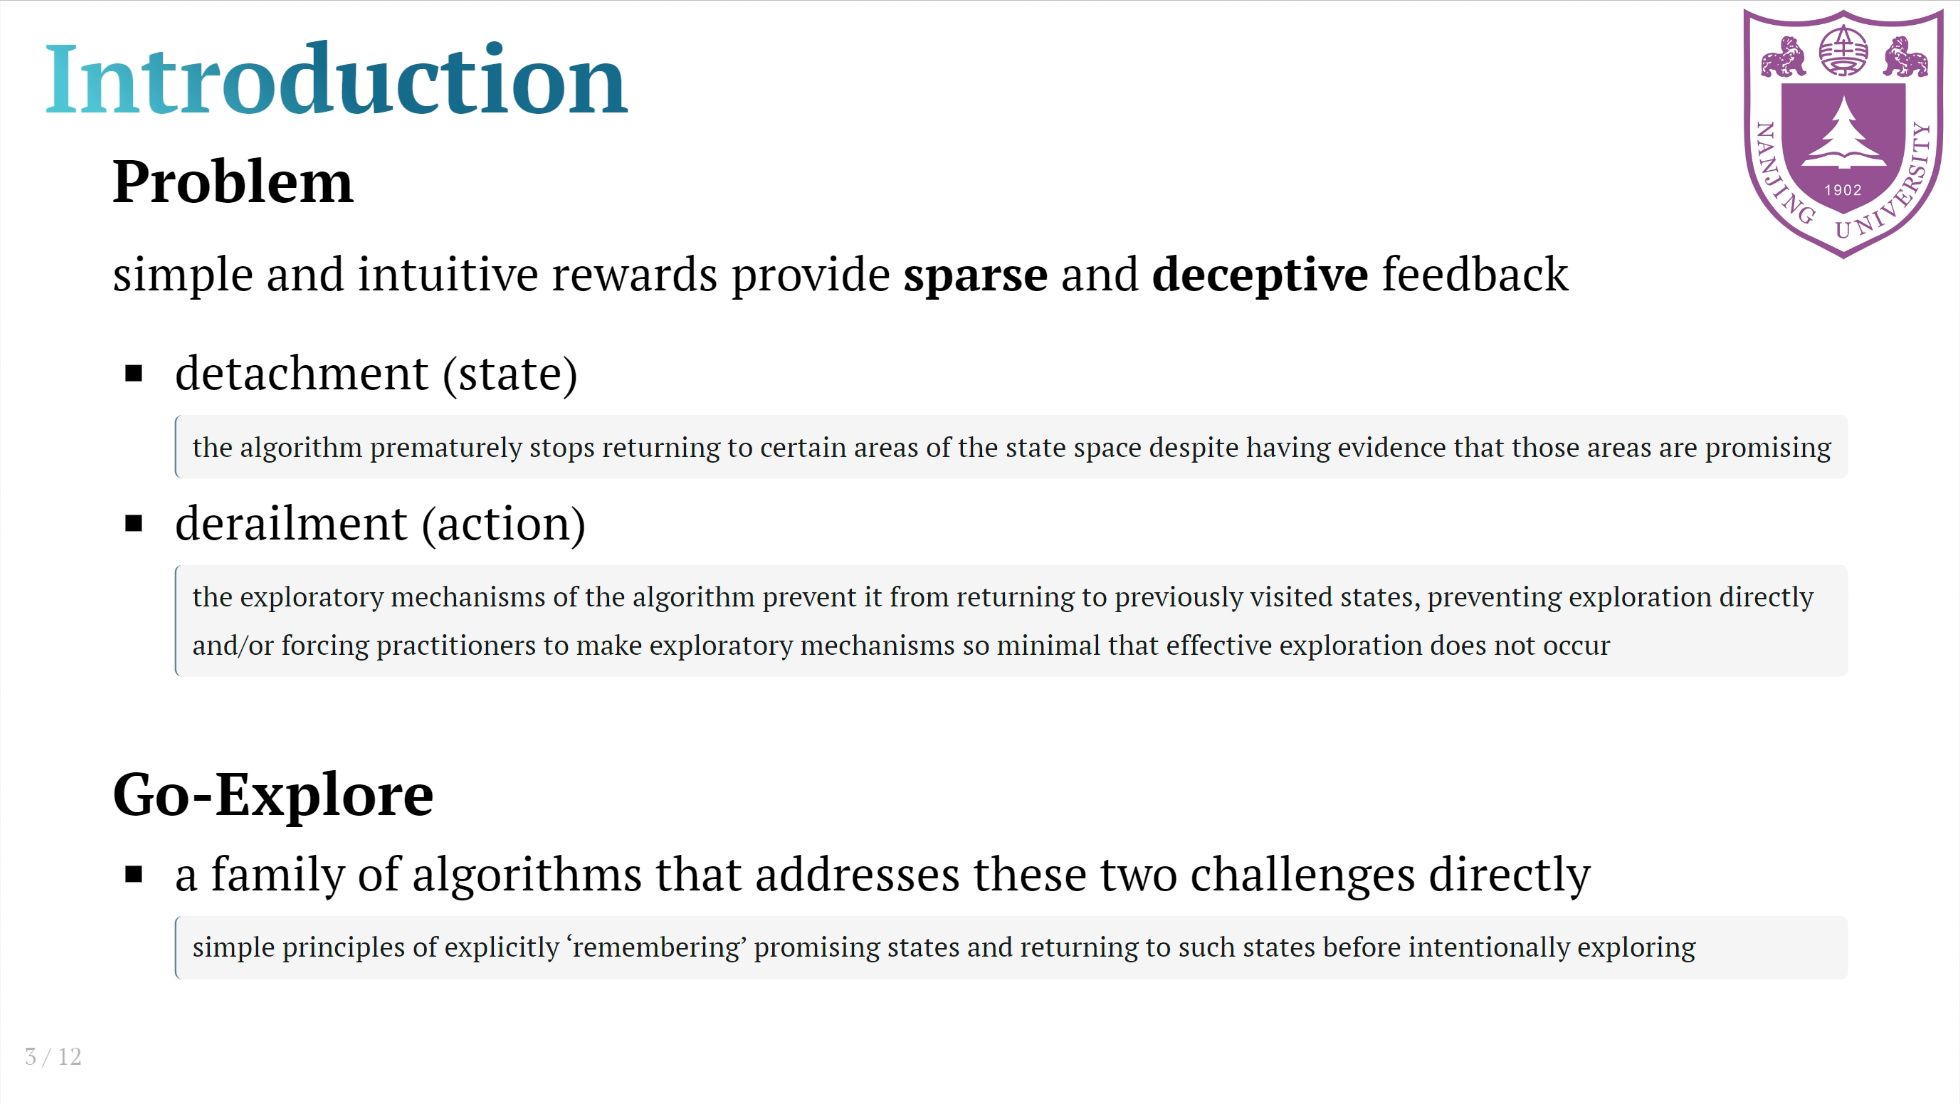 Introduction
Problem
simple and intuitive rewards provide sparse and deceptive feedback
■ detachment (state)
the algorithm prematurely stops returning to certain areas of the state space despite having evidence that those areas are promising
■ derailment (action)
the exploratory mechanisms of the algorithm prevent it from returning to previously visited states, preventing exploration directly
and/or forcing practitioners to make exploratory mechanisms so minimal that effective exploration does not occur
Go-Explore
■ a family of algorithms that addresses these two challenges directly
simple principles of explicitly ‘remembering’ promising states and returning to such states before intentionally exploring
3 / 12
1902
NANJING UNIVERSITY